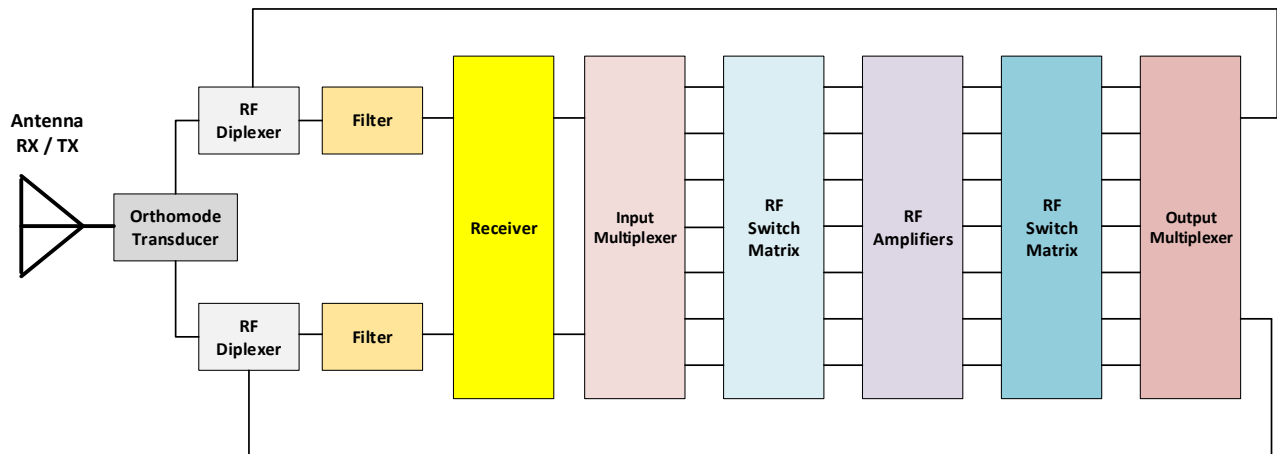 Antenna
RX / TX
Orthomode
Transducer
RF
Diplexer
Filter
RF
Diplexer
Filter
Receiver
Input
Multiplexer
RF
Switch
Matrix
RF
Amplifiers
RF
Switch
Matrix
Output
Multiplexer